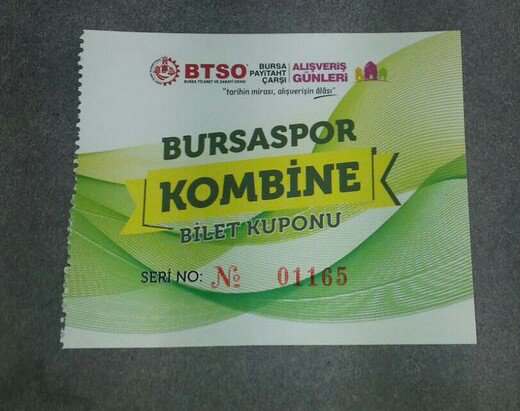 BTSO
BURSA TİCARET VE SANAYİ ODASI
BURSA
PAYİTAHT
ÇARŞI
ALIŞVERİŞ
GÜNLERİ
"tarihin mirası, alışverişin âlâsı"
BURSASPOR
KOMBİNE
BİLET KUPONU
SERİ NO: № 01165